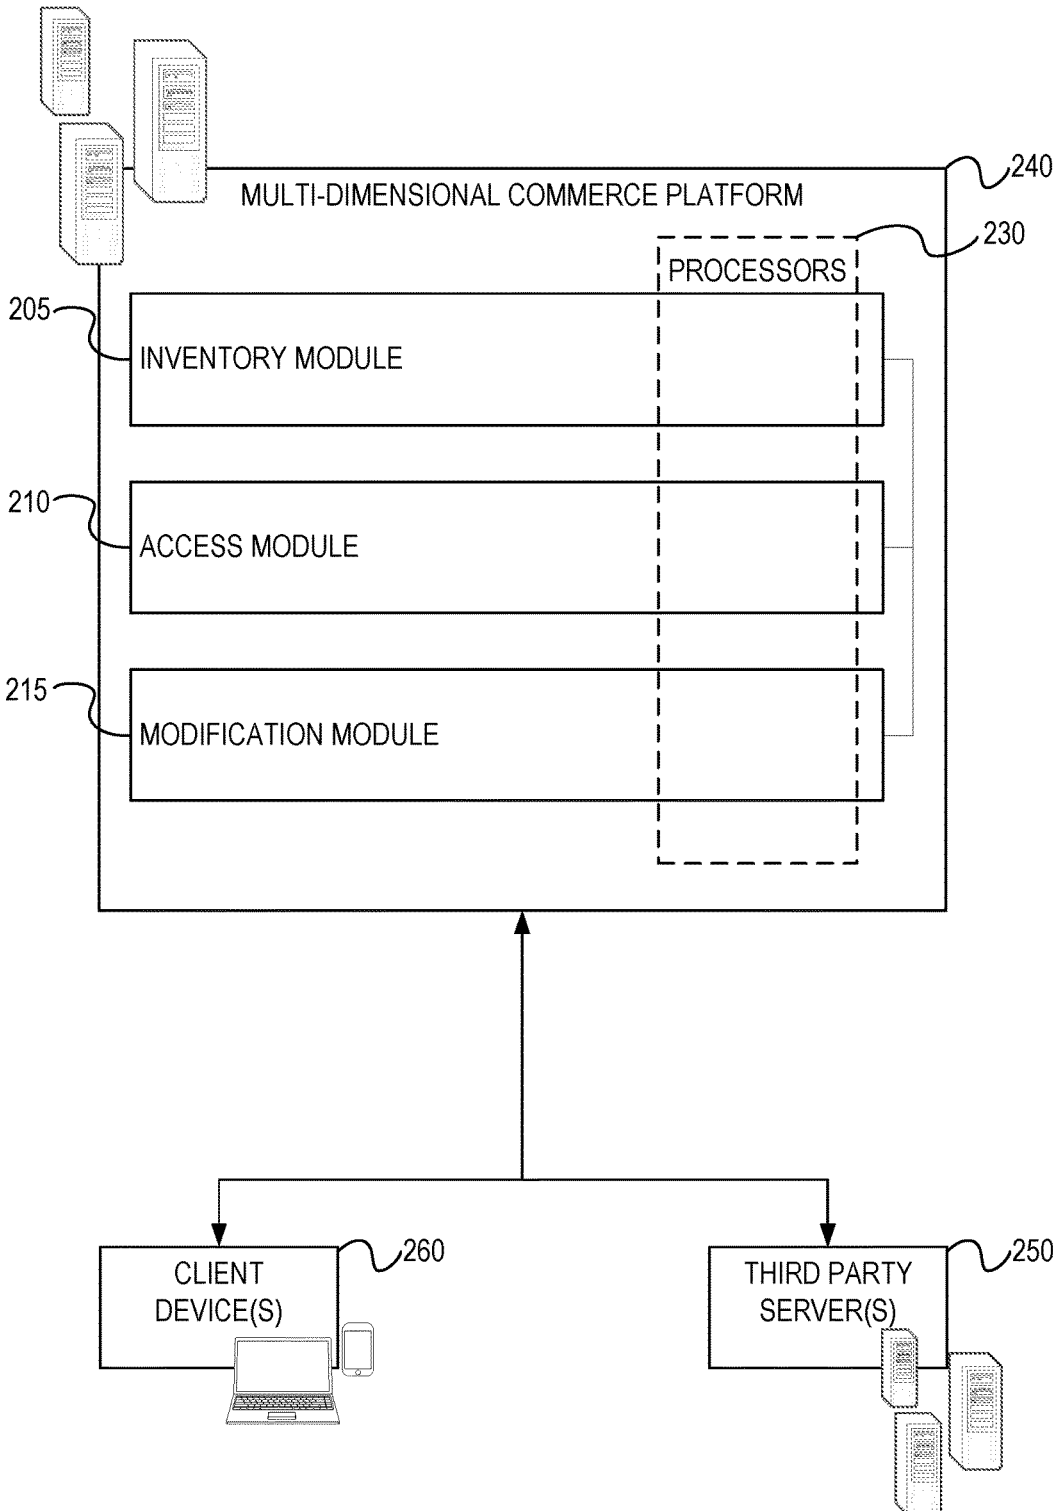 240
MULTI-DIMENSIONAL COMMERCE PLATFORM
230
PROCESSORS
205
INVENTORY MODULE
210
ACCESS MODULE
215
MODIFICATION MODULE
260
CLIENT
DEVICE(S)
250
THIRD PARTY
SERVER(S)